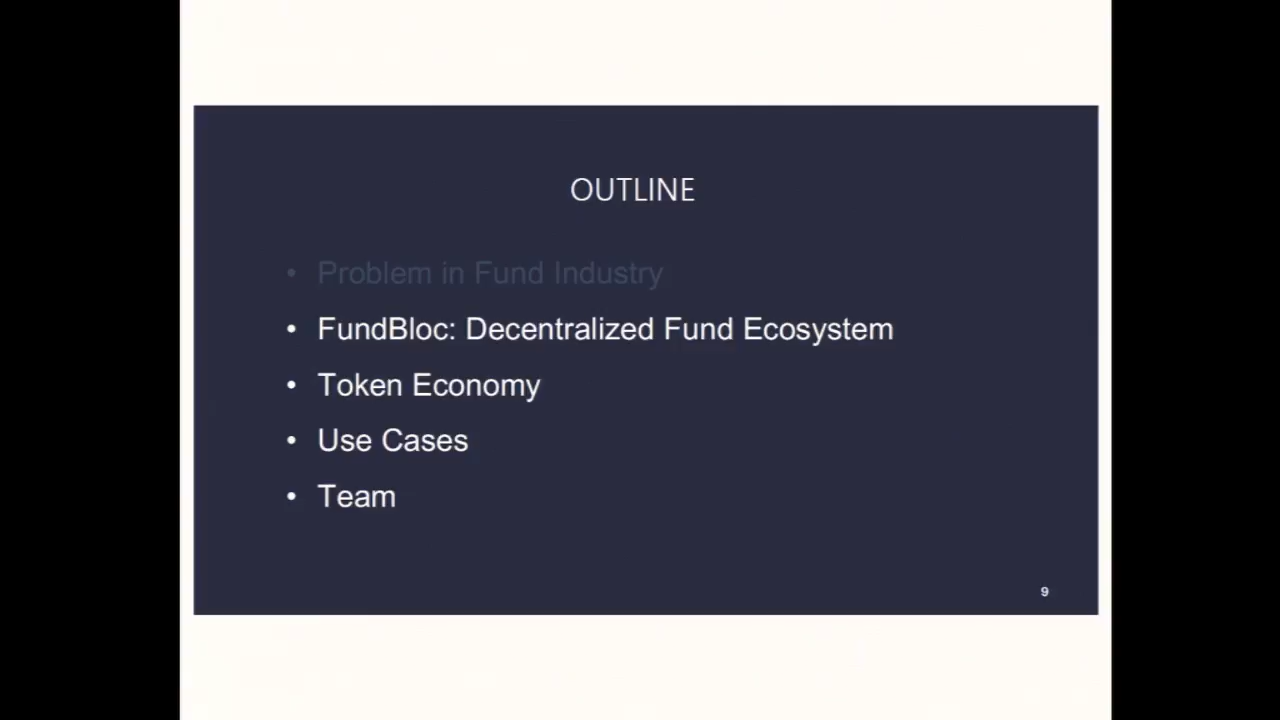 OUTLINE
• Problem in Fund Industry
• FundBloc: Decentralized Fund Ecosystem
• Token Economy
• Use Cases
• Team
9